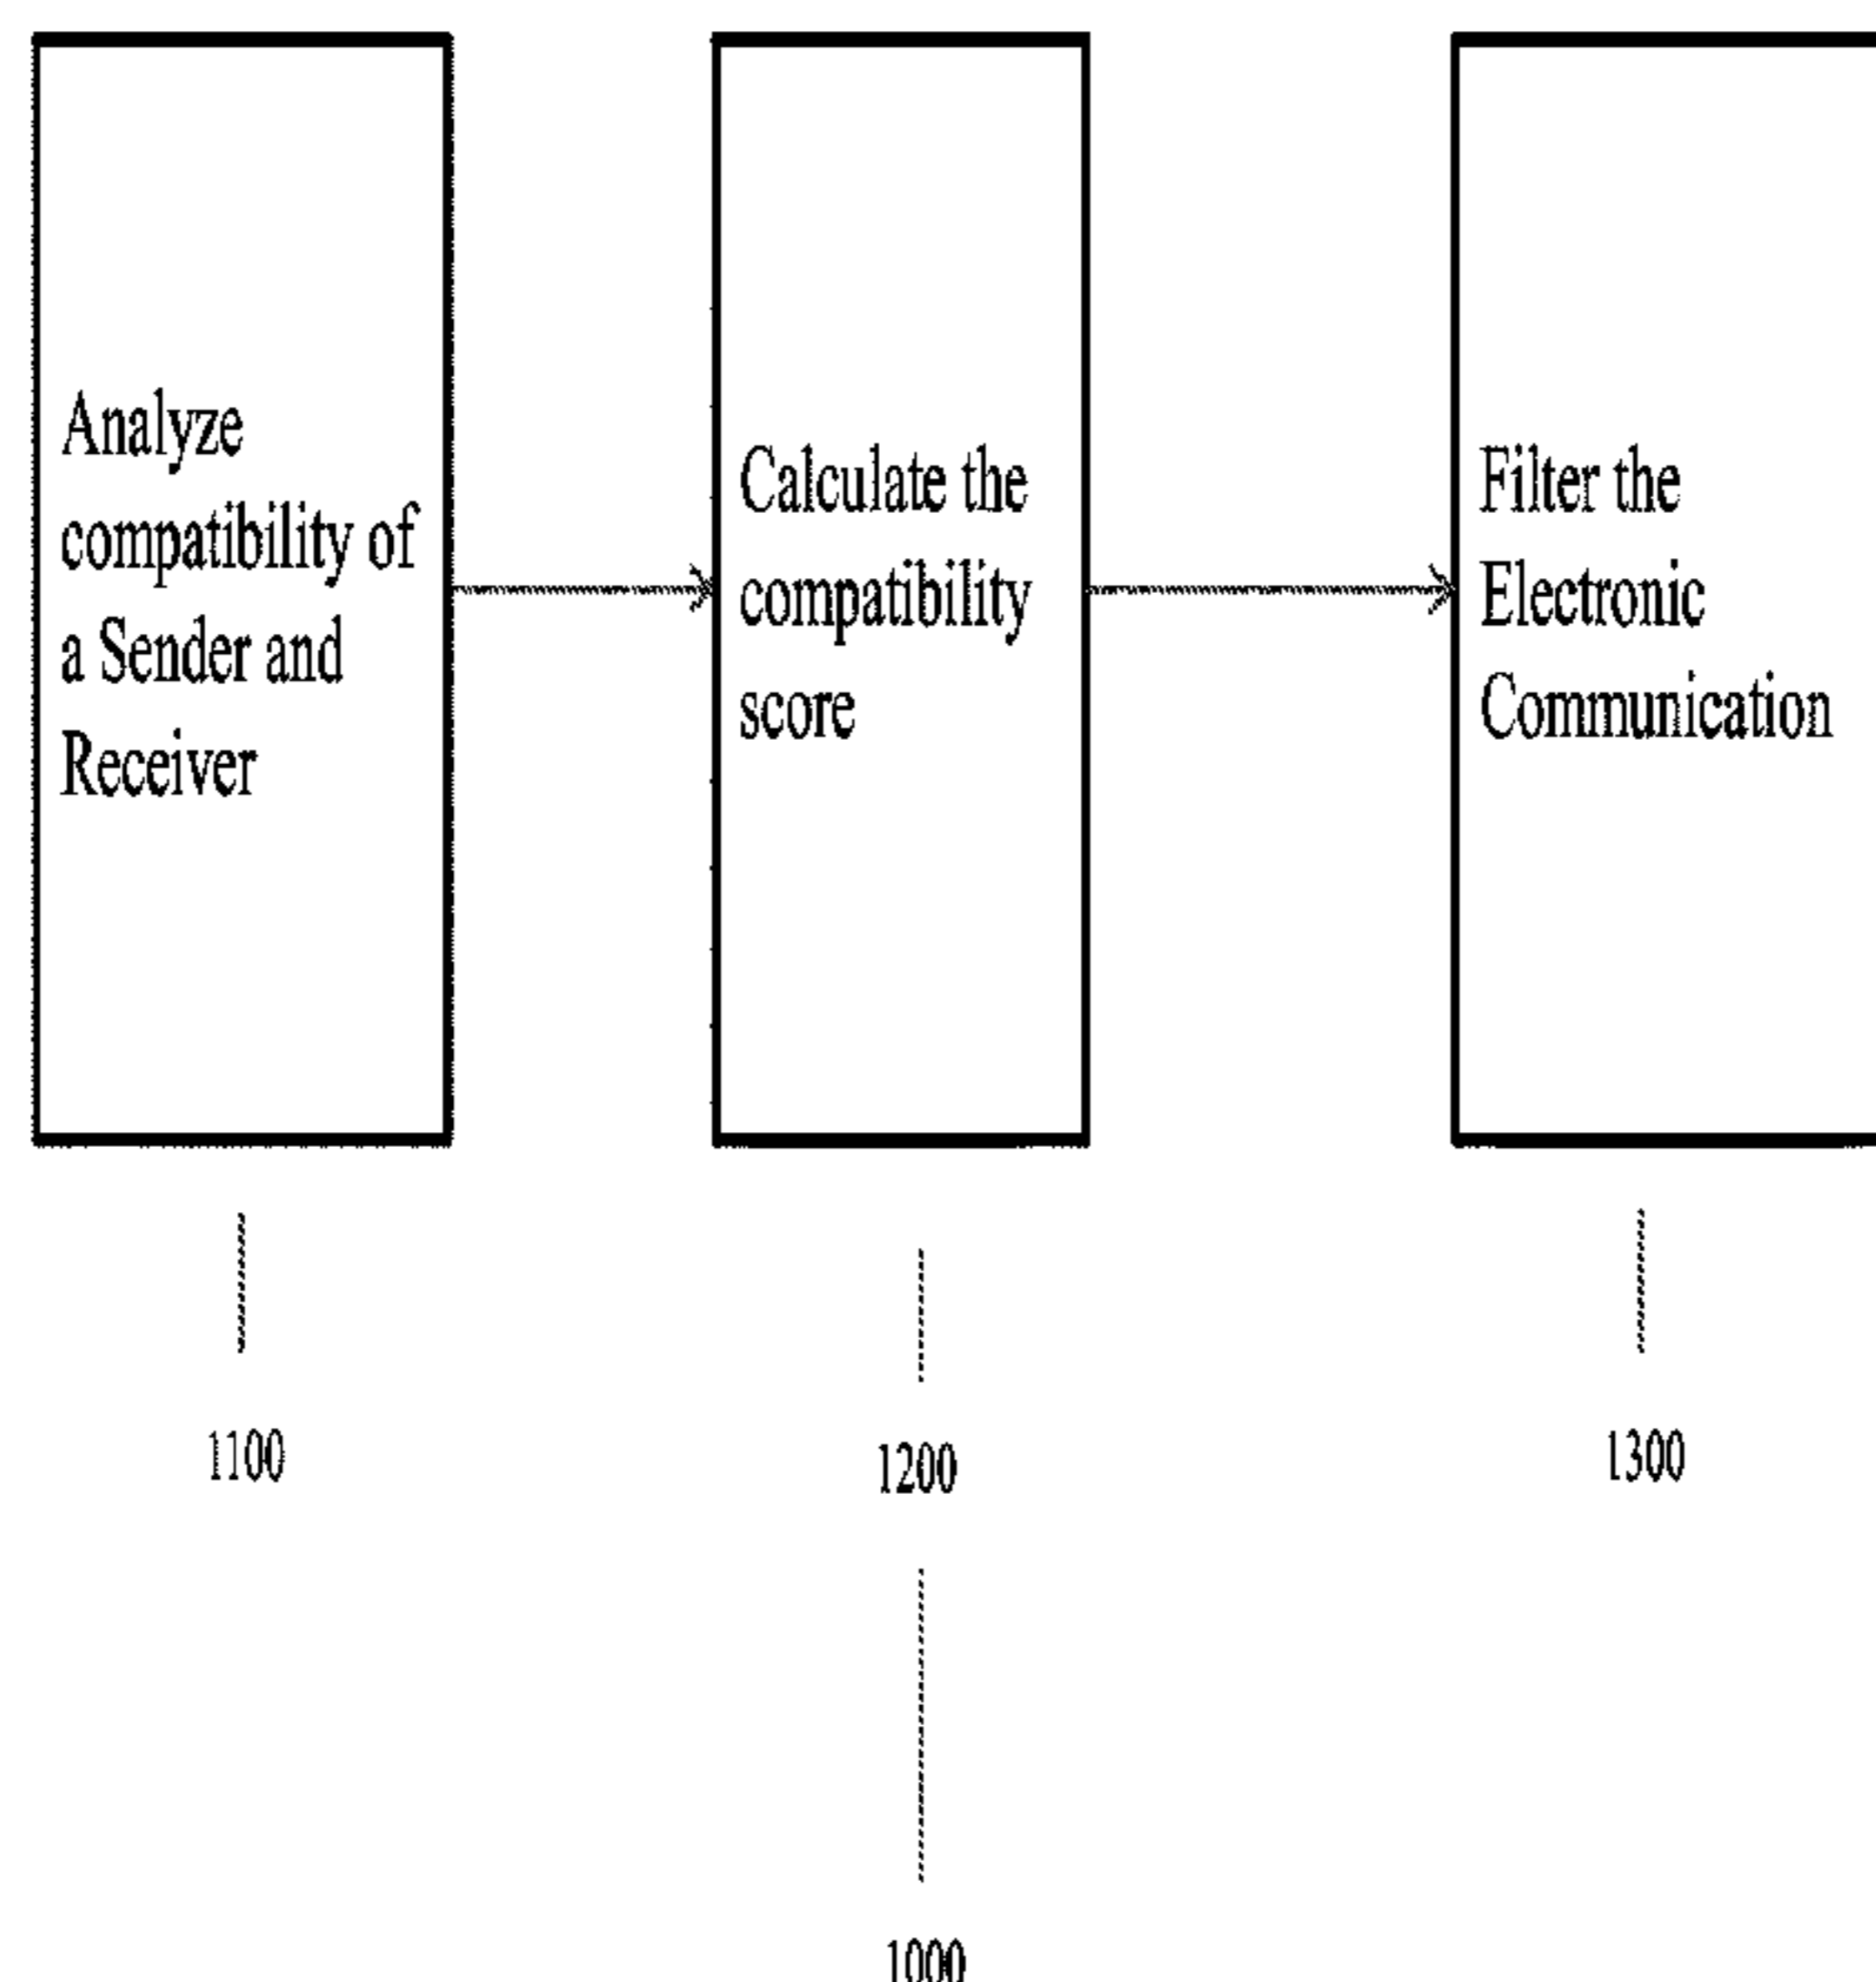 Analyze
compatibility of
a Sender and
Receiver
Calculate the
compatibility
score
Filter the
Electronic
Communication
1100
1200
1300
1000